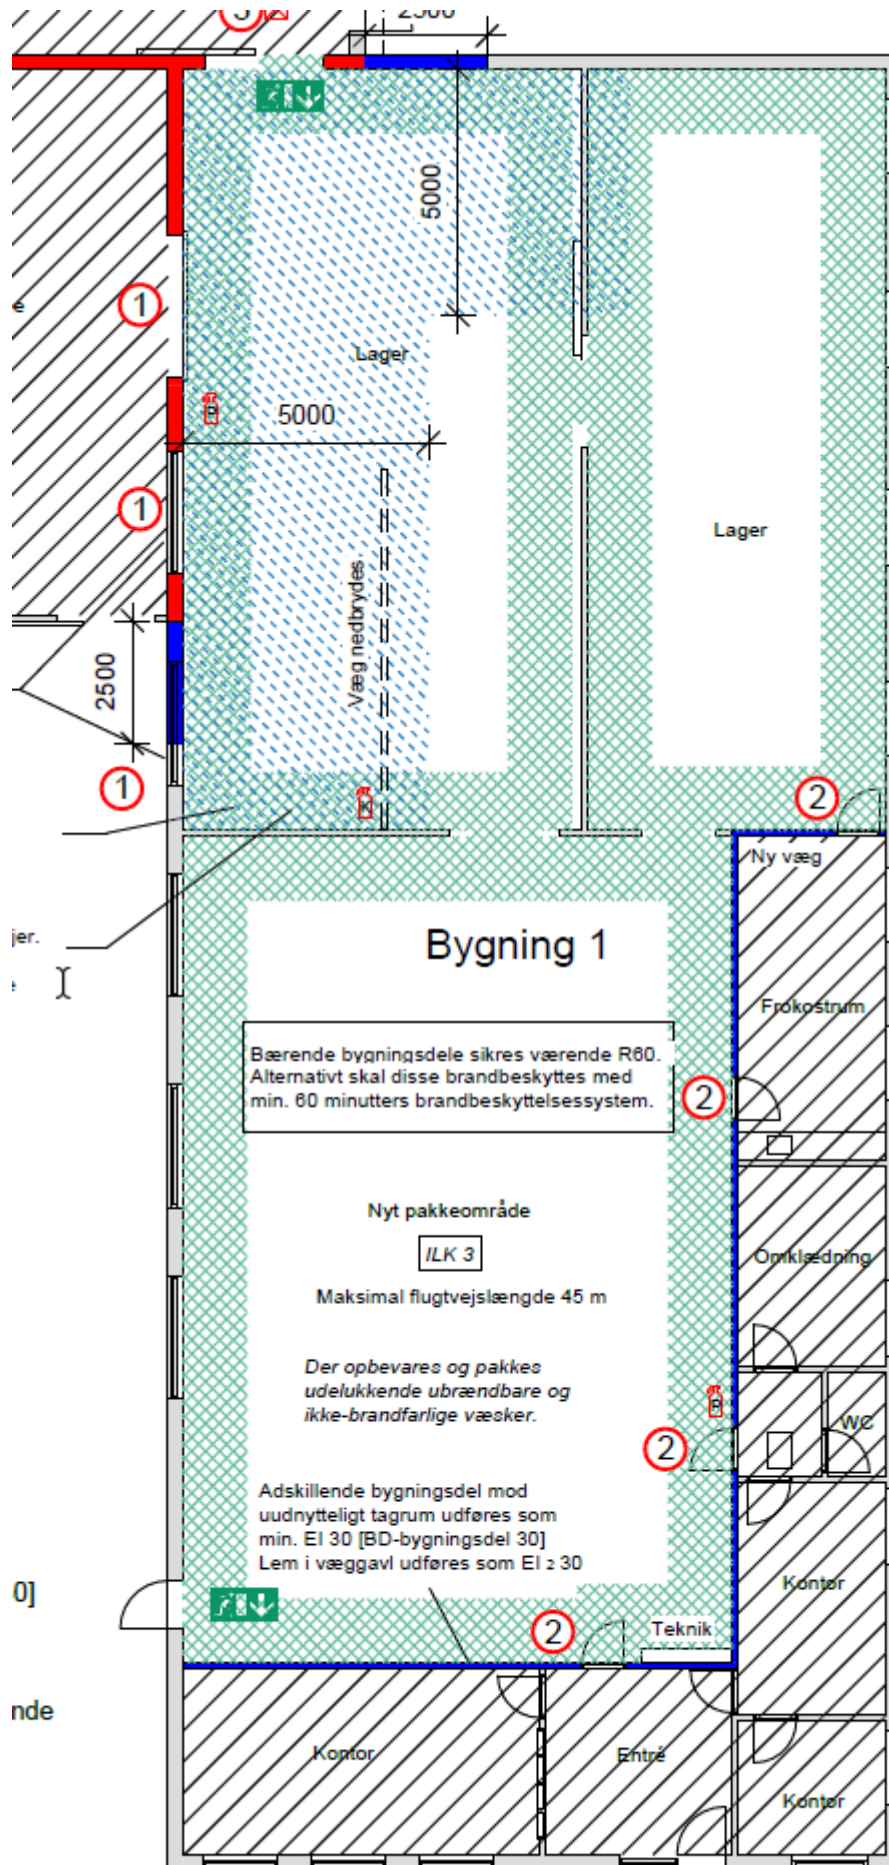 2500
5000
1
Lager
5000
1
Lager
Væg nedbrydes
2500
1
2
Ny væg
jer.
Bygning 1
Frokostrum
Bærende bygningsdele sikres værende R60.
Alternativt skal disse brandbeskyttes med
min. 60 minutters brandbeskyttelsessystem.
2
Nyt pakkeområde
ILK 3
Omklædning
Maksimal flugtvejslængde 45 m
Der opbevares og pakkes
udelukkende ubrændbare og
ikke-brandfarlige væsker.
P
WC
2
Adskillende bygningsdel mod
uudnytteligt tagrum udføres som
min. EI 30 [BD-bygningsdel 30]
Lem i væggavl udføres som EI 2 30
Kontor
0]
2
Teknik
nde
Kontor
Entré
Kontor